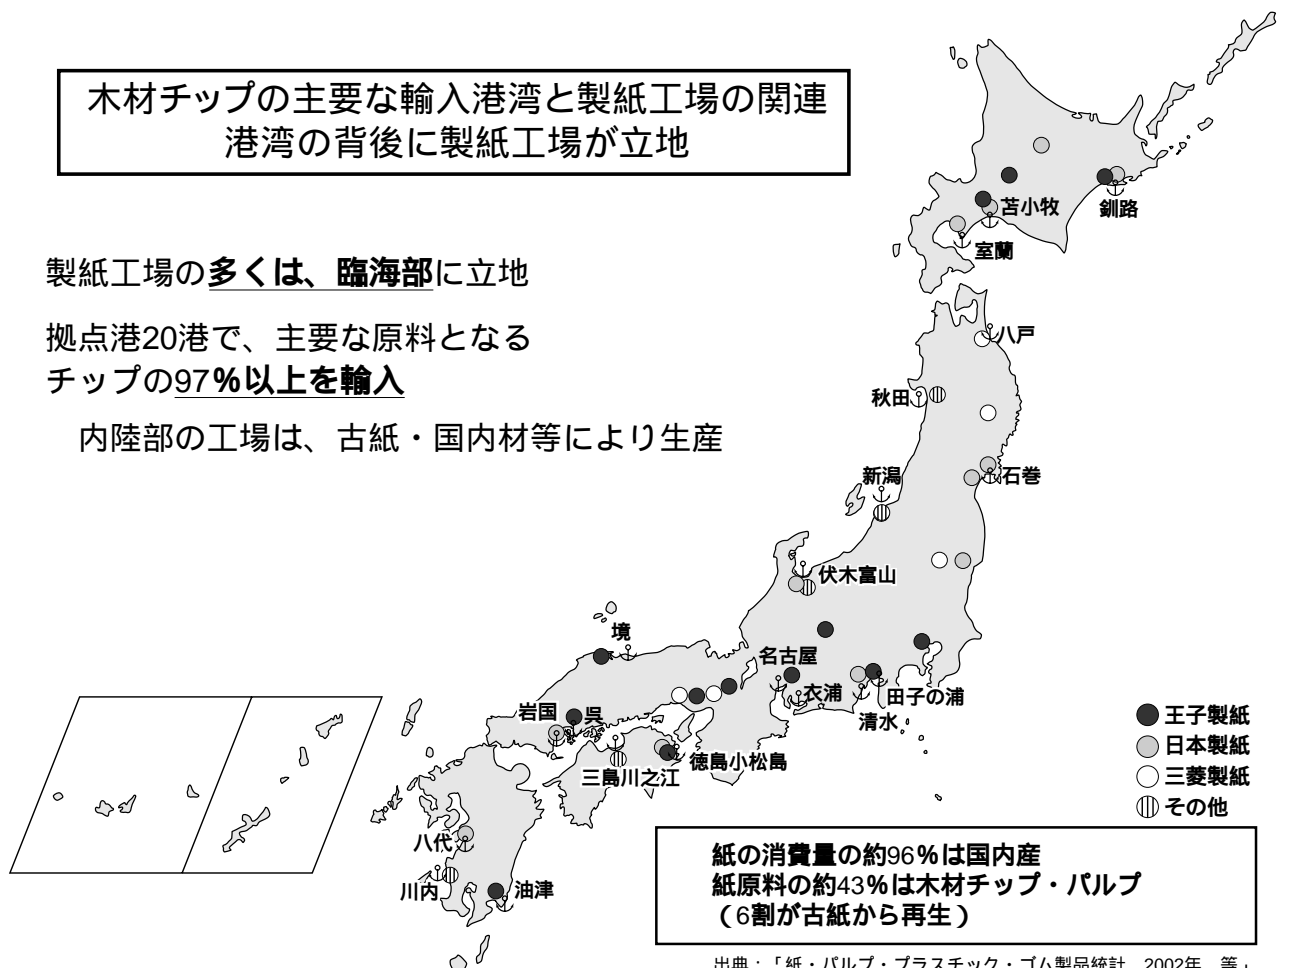 木材チップの主要な輸入港湾と製紙工場の関連
港湾の背後に製紙工場が立地
製紙工場の多くは、臨海部に立地
拠点港20港で、主要な原料となる
チップの97%以上を輸入
内陸部の工場は、古紙・国内材等により生産
苫小牧
釧路
室蘭
八戸
秋田
石巻
新潟
伏木富山
境
名古屋
衣浦
田子の浦
清水
岩国
呉
徳島小松島
三島川之江
八代
川内
油津
王子製紙
日本製紙
三菱製紙
その他
紙の消費量の約96%は国内産
紙原料の約43%は木材チップ・パルプ
(6割が古紙から再生)
出典:「紙・パルプ・プラスチック・ゴム製品統計 2002年 等」